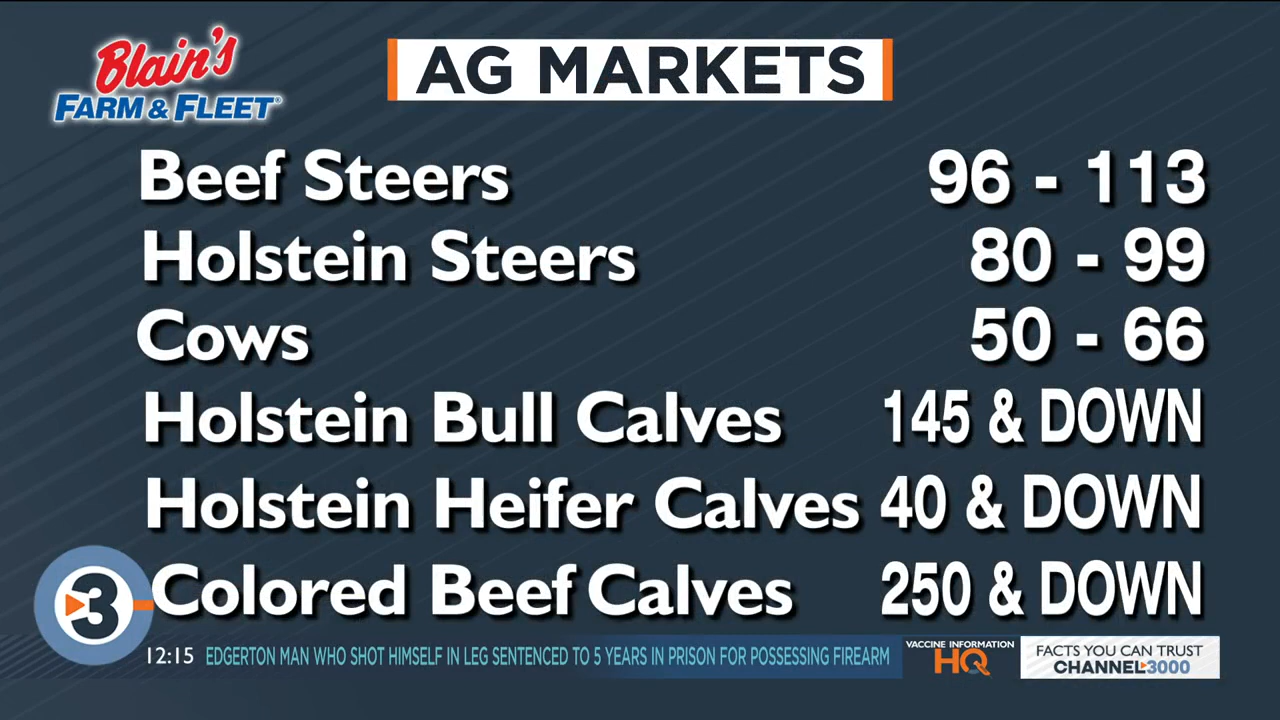 Blain's
FARM & FLEET®
AG MARKETS
Beef Steers 96 - 113
Holstein Steers 80 - 99
Cows 50 - 66
Holstein Bull Calves 145 & DOWN
Holstein Heifer Calves 40 & DOWN
Colored Beef Calves 250 & DOWN
3
12:15 EDGERTON MAN WHO SHOT HIMSELF IN LEG SENTENCED TO 5 YEARS IN PRISON FOR POSSESSING FIREARM
VACCINE INFORMATION
HQ
FACTS YOU CAN TRUST
CHANNEL3000